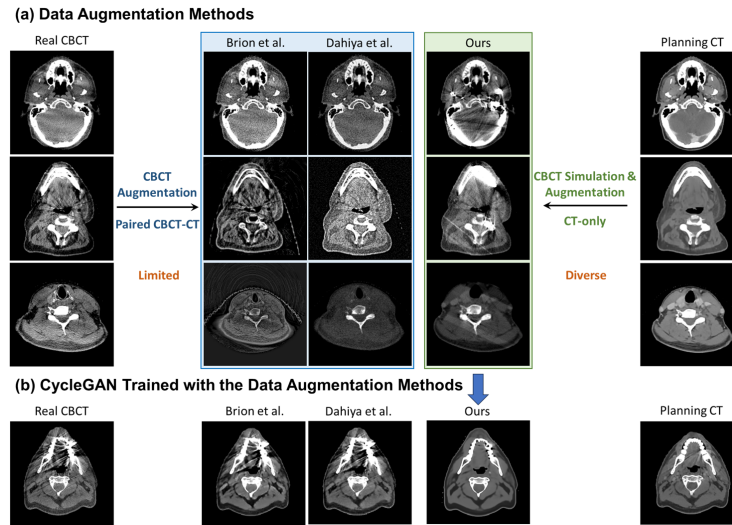 (a) Data Augmentation Methods
Real CBCT
Brion et al.
Dahiya et al.
Ours
Planning CT
CBCT
Augmentation
Paired CBCT-CT
Limited
CBCT Simulation &
Augmentation
CT-only
Diverse
(b) CycleGAN Trained with the Data Augmentation Methods
Real CBCT
Brion et al.
Dahiya et al.
Ours
Planning CT